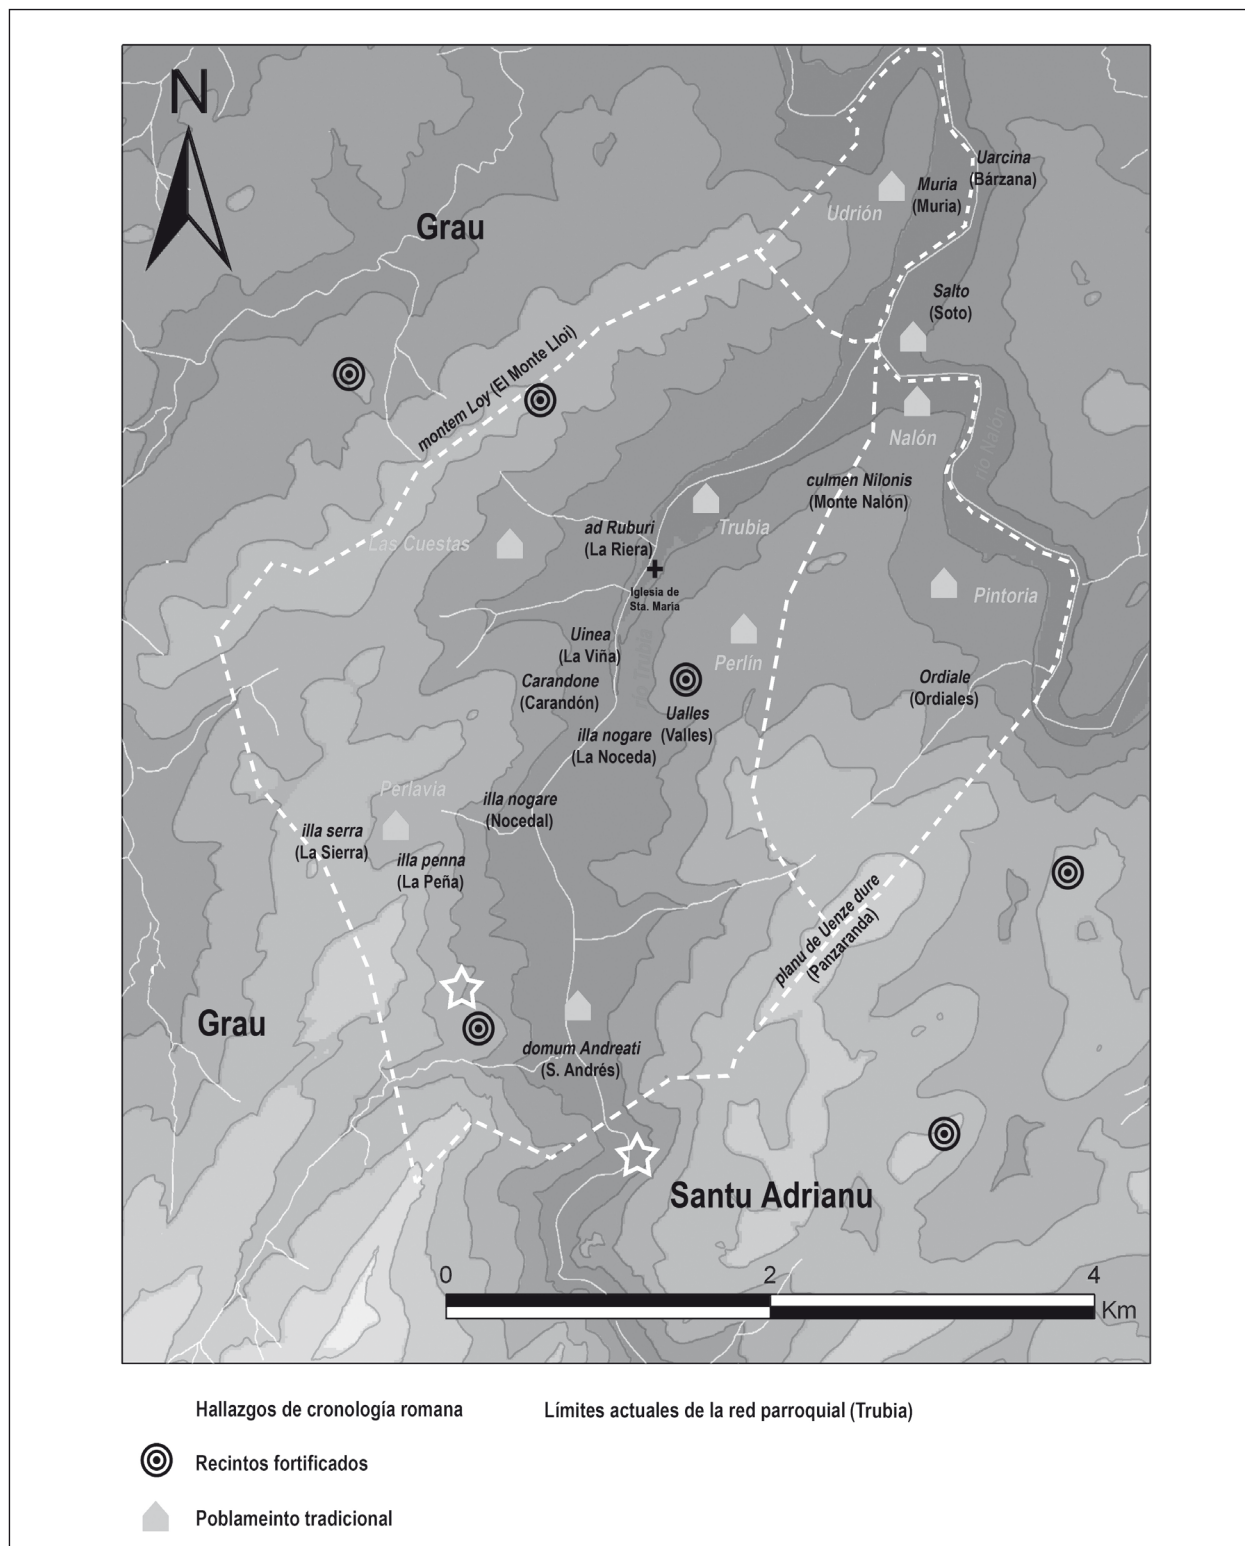 N
Uarcina
(Bárzana)
Muria
(Muria)
Udrión
Grau
Salto
(Soto)
montem Loy (El Monte Lloi)
río Nalón
Nalón
culmen Nilonis
(Monte Nalón)
Trubia
ad Ruburi
(La Riera)
Las Cuestas
Iglesia de
Sta. Maria
Pintoria
Uinea
(La Viña)
río Trubia
Perlín
Carandone
(Carandón)
Ordiale
(Ordiales)
Ualles
(Valles)
illa nogare
(La Noceda)
Perlavia
illa nogare
(Nocedal)
illa serra
(La Sierra)
illa penna
(La Peña)
planu de Uenze dure
(Panzaranda)
Grau
domum Andreati
(S. Andrés)
Santu Adrianu
0 2 4
Km
Hallazgos de cronología romana
Límites actuales de la red parroquial (Trubia)
Recintos fortificados
Poblameinto tradicional